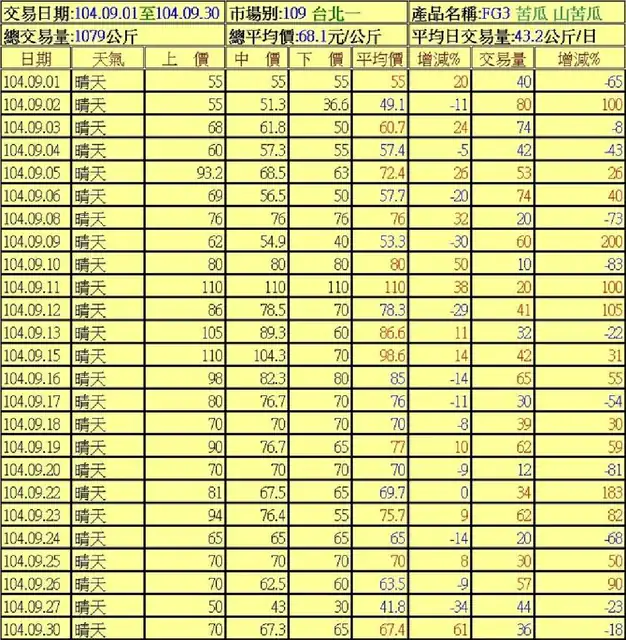 交易日期:104.09.01至104.09.30 市場別:109 台北一 產品名稱:FG3 苦瓜 山苦瓜
總交易量:1079公斤 總平均價:68.1元/公斤 平均日交易量:43.2公斤/日
日期 天氣 上 價 中 價 下 價 平均價 增減% 交易量 增減%
104.09.01 晴天 55 55 55 55 20 40 -65
104.09.02 晴天 55 51.3 36.6 49.1 -11 80 100
104.09.03 晴天 68 61.8 50 60.7 24 74 -8
104.09.04 晴天 60 57.3 55 57.4 -5 42 -43
104.09.05 晴天 93.2 68.5 63 72.4 26 53 26
104.09.06 晴天 69 56.5 50 57.7 -20 74 40
104.09.08 晴天 76 76 76 76 32 20 -73
104.09.09 晴天 62 54.9 40 53.3 -30 60 200
104.09.10 晴天 80 80 80 80 50 10 -83
104.09.11 晴天 110 110 110 110 38 20 100
104.09.12 晴天 86 78.5 70 78.3 -29 41 105
104.09.13 晴天 105 89.3 60 86.6 11 32 -22
104.09.15 晴天 110 104.3 70 98.6 14 42 31
104.09.16 晴天 98 82.3 80 85 -14 65 55
104.09.17 晴天 80 76.7 70 76 -11 30 -54
104.09.18 晴天 70 70 70 70 -8 39 30
104.09.19 晴天 90 76.7 65 77 10 62 59
104.09.20 晴天 70 70 70 70 -9 12 -81
104.09.22 晴天 81 67.5 65 69.7 0 34 183
104.09.23 晴天 94 76.4 55 75.7 9 62 82
104.09.24 晴天 65 65 65 65 -14 20 -68
104.09.25 晴天 70 70 70 70 8 30 50
104.09.26 晴天 70 62.5 60 63.5 -9 57 90
104.09.27 晴天 50 43 30 41.8 -34 44 -23
104.09.30 晴天 70 67.3 65 67.4 61 36 -18